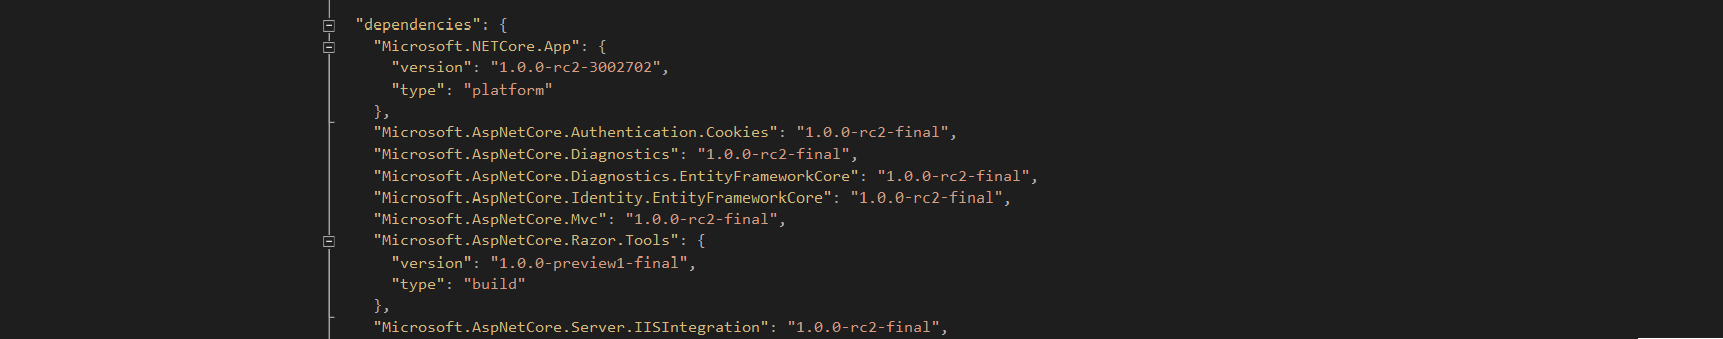 "dependencies": {
"Microsoft.NETCore.App": {
"version": "1.0.0-rc2-3002702",
"type": "platform"
},
"Microsoft.AspNetCore.Authentication.Cookies": "1.0.0-rc2-final",
"Microsoft.AspNetCore.Diagnostics": "1.0.0-rc2-final",
"Microsoft.AspNetCore.Diagnostics.EntityFrameworkCore": "1.0.0-rc2-final",
"Microsoft.AspNetCore.Identity.EntityFrameworkCore": "1.0.0-rc2-final",
"Microsoft.AspNetCore.Mvc": "1.0.0-rc2-final",
"Microsoft.AspNetCore.Razor.Tools": {
"version": "1.0.0-preview1-final",
"type": "build"
},
"Microsoft.AspNetCore.Server.IISIntegration": "1.0.0-rc2-final",